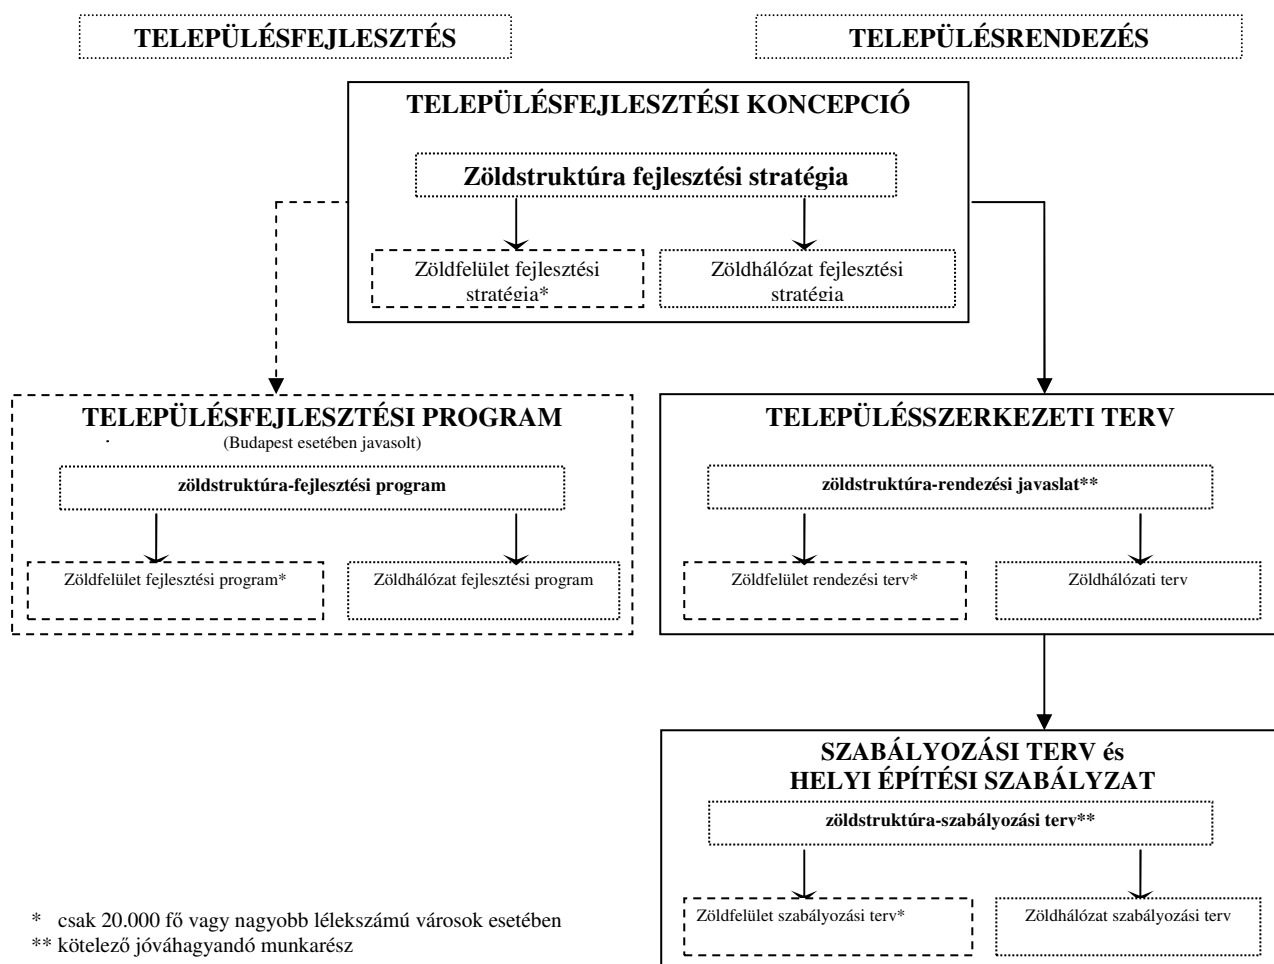 TELEPÜLÉSFEJLESZTÉS
TELEPÜLÉSRENDEZÉS
TELEPÜLÉSFEJLESZTÉSI KONCEPCIÓ
Zöldstruktúra fejlesztési stratégia
Zöldfelület fejlesztési
stratégia*
Zöldhálózat fejlesztési
stratégia
TELEPÜLÉSFEJLESZTÉSI PROGRAM
(Budapest esetében javasolt)
zöldstruktúra-fejlesztési program
Zöldfelület fejlesztési program*
Zöldhálózat fejlesztési program
TELEPÜLÉSSZERKEZETI TERV
zöldstruktúra-rendezési javaslat**
Zöldfelület rendezési terv*
Zöldhálózati terv
SZABÁLYOZÁSI TERV és
HELYI ÉPÍTÉSI SZABÁLYZAT
zöldstruktúra-szabályozási terv**
Zöldfelület szabályozási terv*
Zöldhálózat szabályozási terv
* csak 20.000 fő vagy nagyobb lélekszámú városok esetében
** kötelező jóváhagyandó munkarész